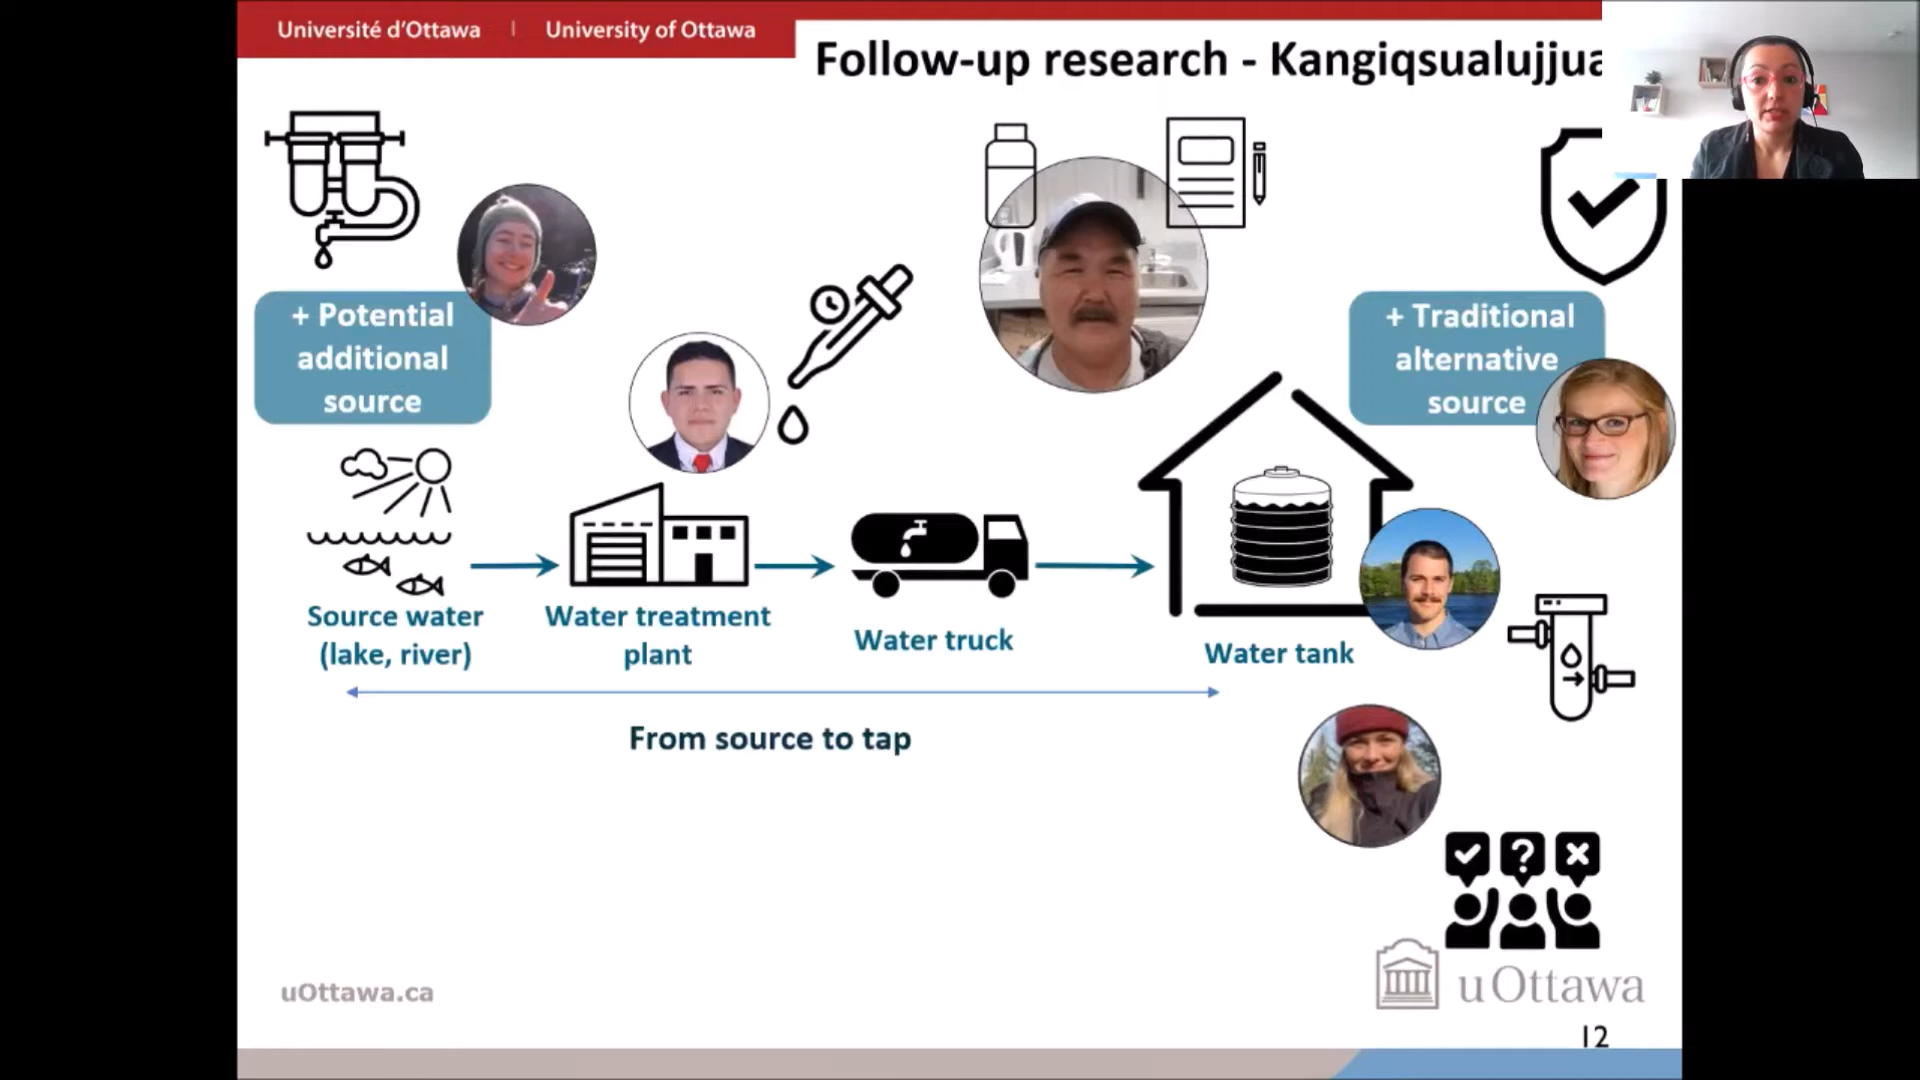 Université d'Ottawa | University of Ottawa
Follow-up research - Kangiqsualujjua
+ Potential
additional
source
+ Traditional
alternative
source
Source water
(lake, river)
Water treatment
plant
Water truck
Water tank
From source to tap
uOttawa.ca
uOttawa
12